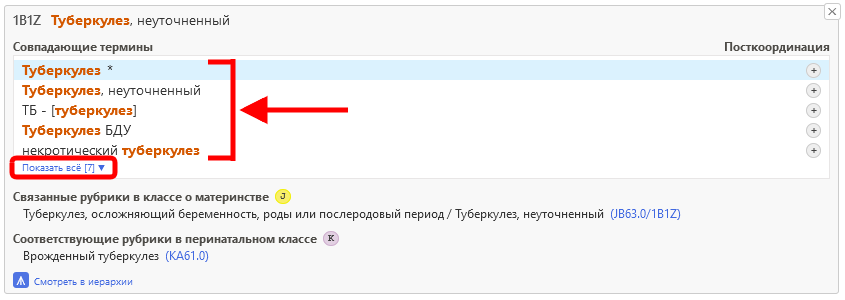 1B1Z Туберкулез, неуточненный
Совпадающие термины Посткоординация
Туберкулез *
Туберкулез, неуточненный
ТБ - [туберкулез]
Туберкулез БДУ
некротический туберкулез
Показать всё [7] ▼
Связанные рубрики в классе о материнстве J
Туберкулез, осложняющий беременность, роды или послеродовый период / Туберкулез, неуточненный (JB63.0/1B1Z)
Соответствующие рубрики в перинатальном классе K
Врожденный туберкулез (KA61.0)
Смотреть в иерархии